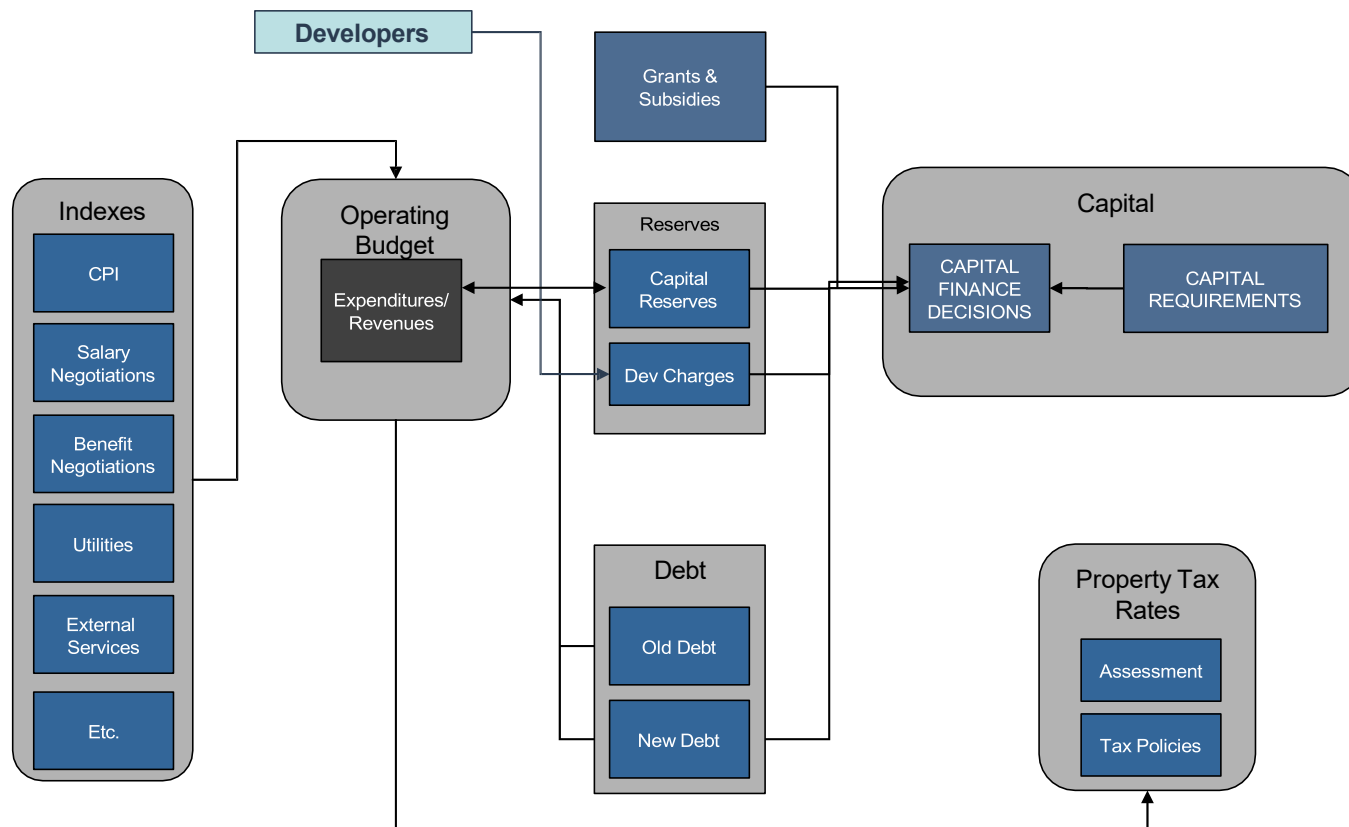 Developers
Grants &
Subsidies
Indexes
CPI
Salary
Negotiations
Benefit
Negotiations
Utilities
External
Services
Etc.
Operating
Budget
Expenditures/
Revenues
Reserves
Capital
Reserves
Dev Charges
Debt
Old Debt
New Debt
Capital
CAPITAL
FINANCE
DECISIONS
CAPITAL
REQUIREMENTS
Property Tax
Rates
Assessment
Tax Policies